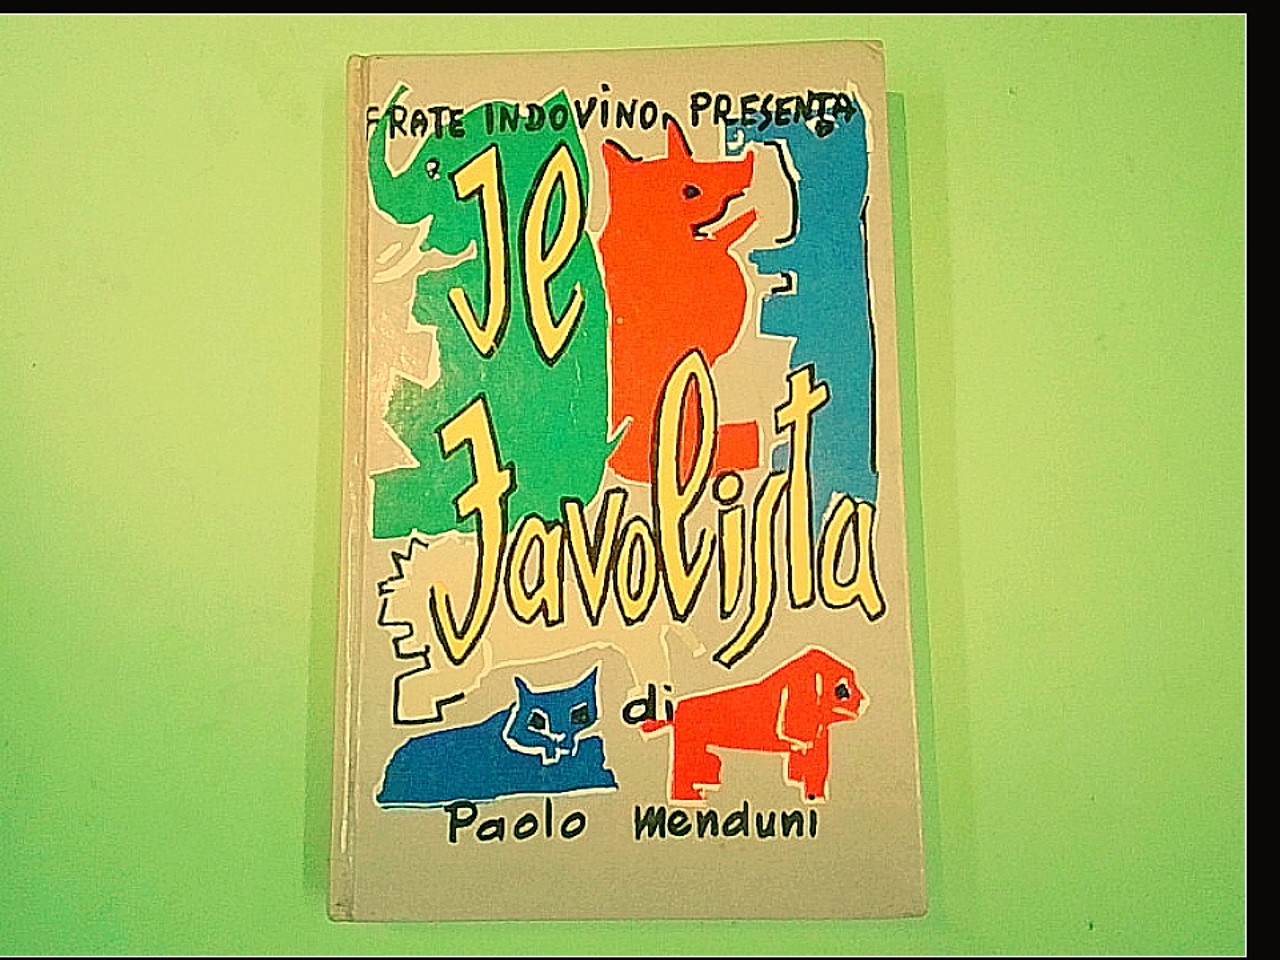 FRATE INDOVINO PRESENTA
Je
favolista
di
Paolo Menduni